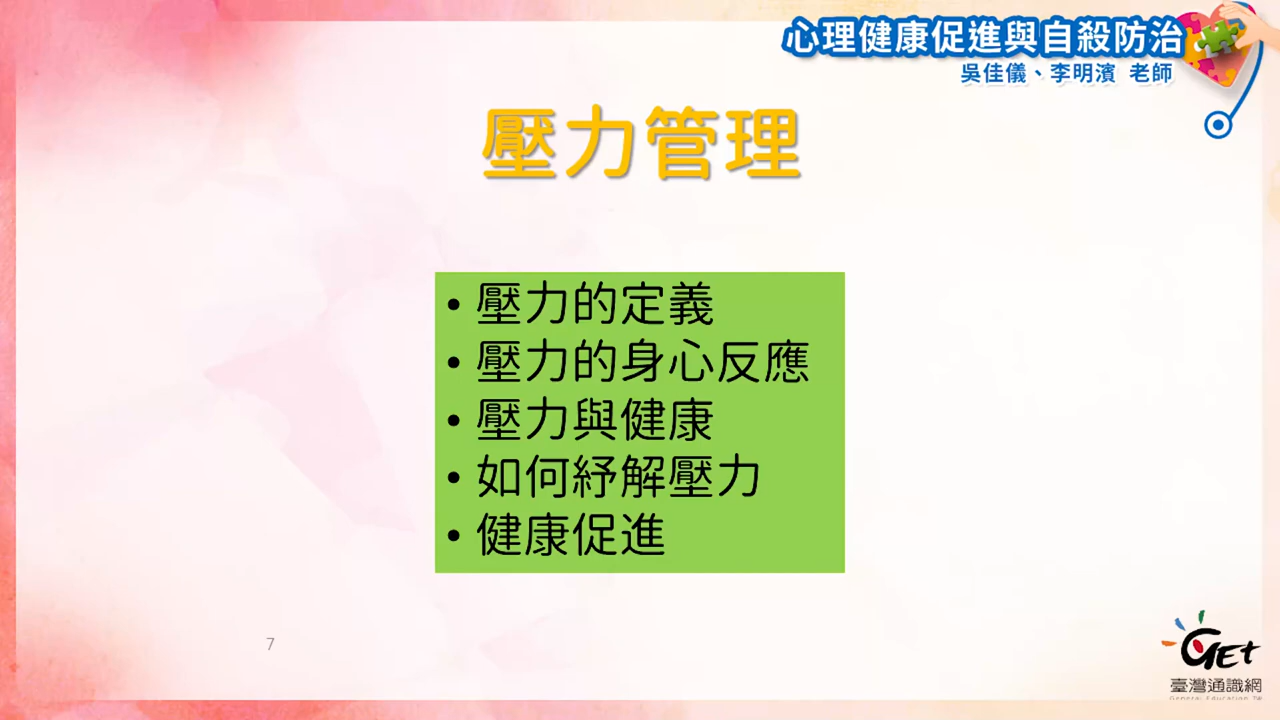 心理健康促進與自殺防治
吳佳儀、李明濱 老師
壓力管理
• 壓力的定義
• 壓力的身心反應
• 壓力與健康
• 如何紓解壓力
• 健康促進
7
GET
臺灣通識網
General Education TW